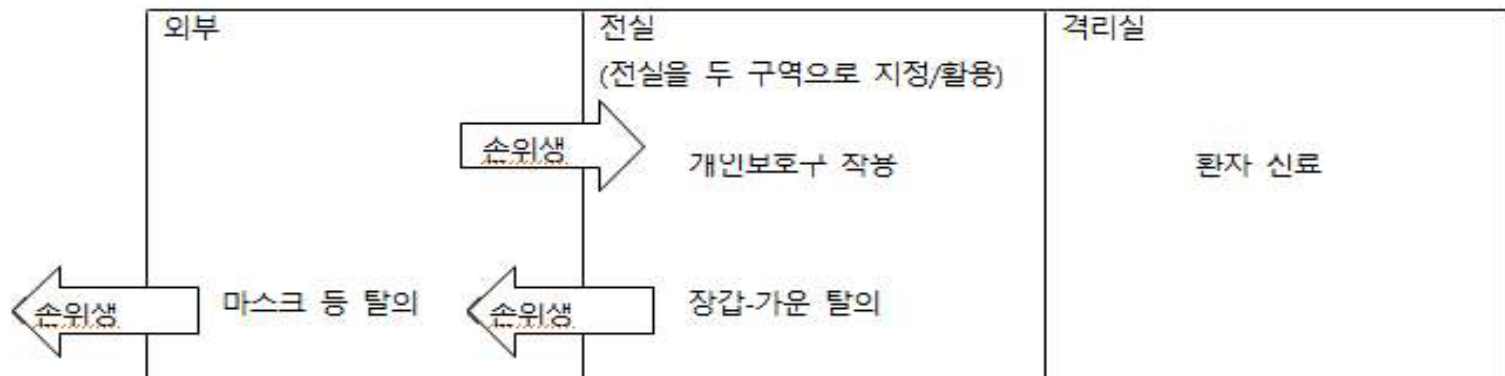 외부
전실
(전실을 두 구역으로 지정/활용)
격리실
손위생
개인보호구 착용
환자 진료
손위생
마스크 등 탈의
손위생
장갑-가운 탈의